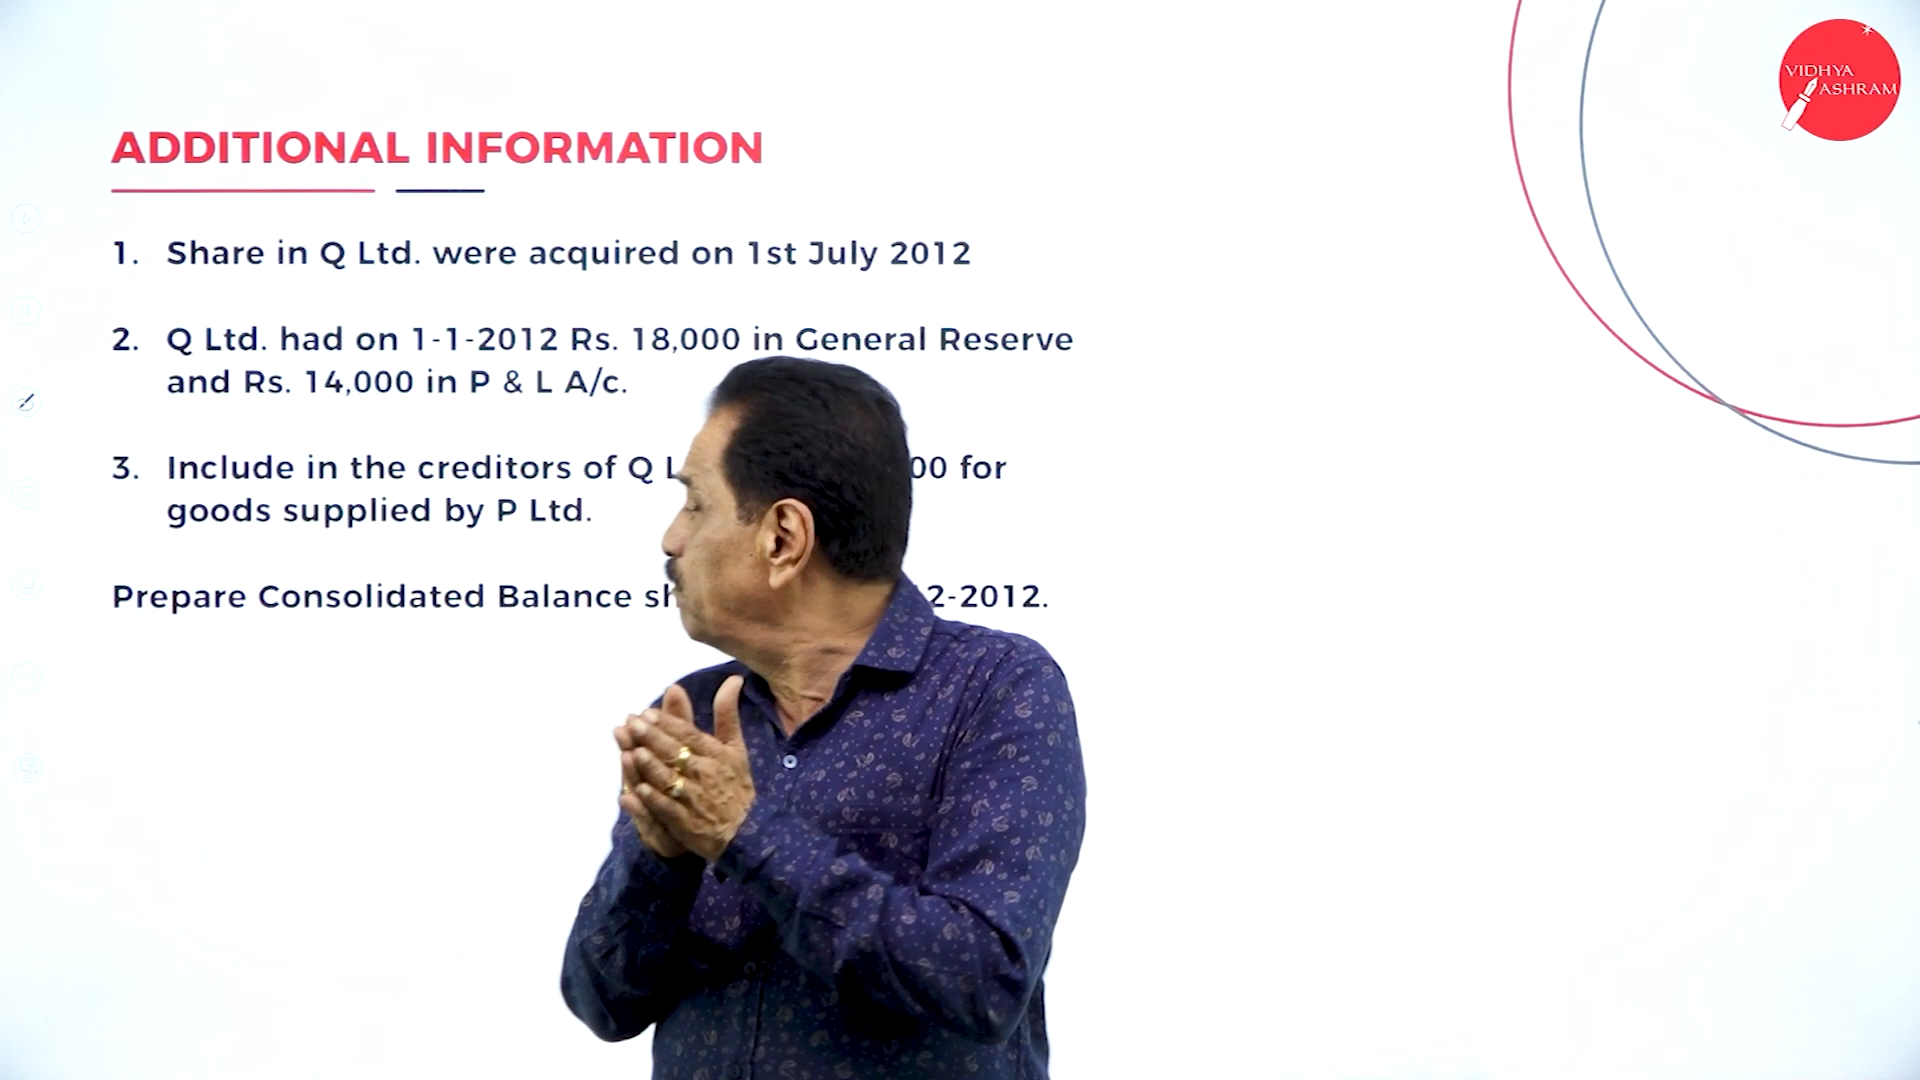 VIDHYA
ASHRAM
ADDITIONAL INFORMATION
1. Share in Q Ltd. were acquired on 1st July 2012
2. Q Ltd. had on 1-1-2012 Rs. 18,000 in General Reserve
and Rs. 14,000 in P & L A/c.
3. Include in the creditors of Q for
goods supplied by P Ltd.
Prepare Consolidated Balance 2-2012.